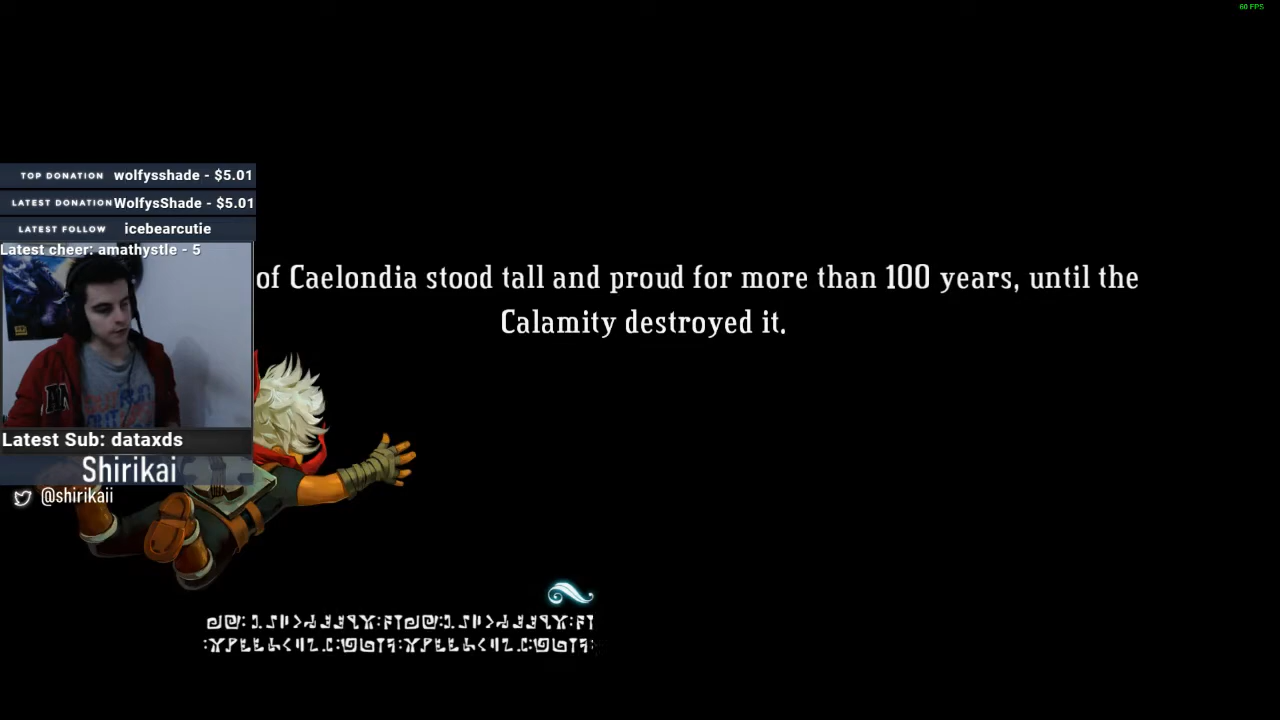 60 FPS
TOP DONATION wolfysshade - $5.01
LATEST DONATION WolfysShade - $5.01
LATEST FOLLOW icebearcutie
Latest cheer: amathystle - 5
of Caelondia stood tall and proud for more than 100 years, until the
Calamity destroyed it.
Latest Sub: dataxds
Shirikai
@shirikaii